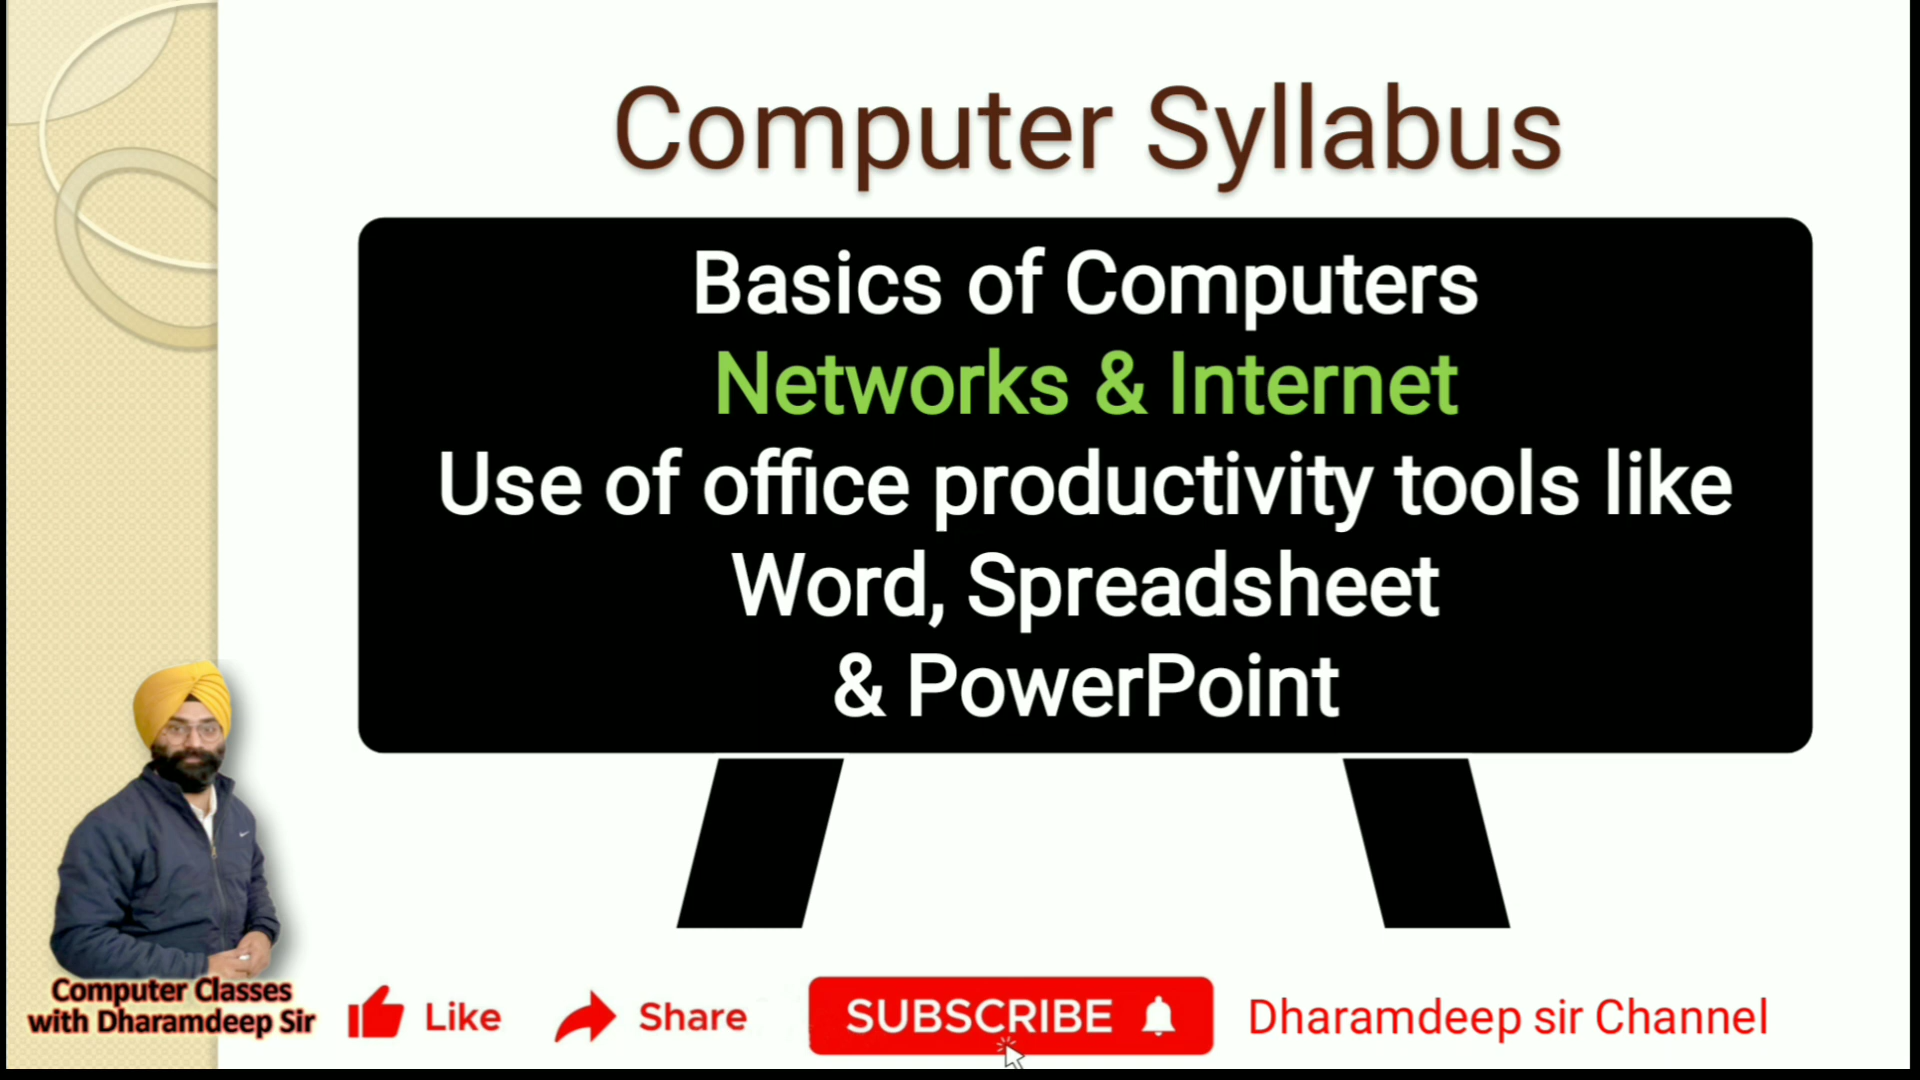 Computer Syllabus
Basics of Computers
Networks & Internet
Use of office productivity tools like
Word, Spreadsheet
& PowerPoint
Computer Classes
with Dharamdeep Sir
Like
Share
SUBSCRIBE
Dharamdeep sir Channel